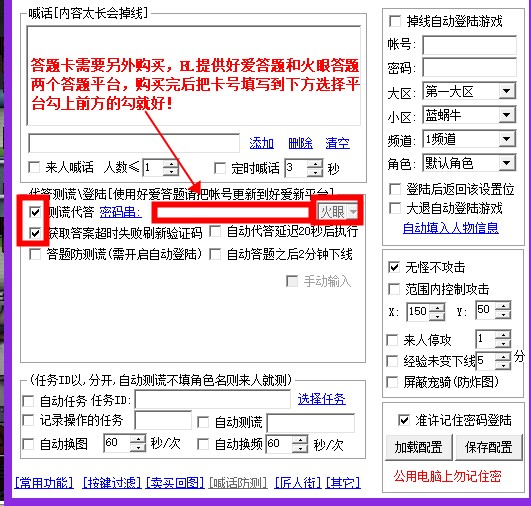 喊话[内容太长会掉线]
答题卡需要另外购买，HL提供好爱答题和火眼答题
两个答题平台，购买完后把卡号填写到下方选择平
台勾上前方的勾就好！
添加 删除 清空
来人喊话 人数≤ 1 定时喊话 3 秒
代答测谎\登陆[使用好爱答题请把帐号更新到好爱新平台]
测谎代答 密码串: 火眼
获取答案超时失败刷新验证码 自动代答延迟20秒后执行
答题防测谎(需开启自动登陆) 自动答题之后2分钟下线
手动输入
(任务ID以,分开,自动测谎不填角色名则来人就测)
自动任务 任务ID: 选择任务
记录操作的任务 自动测谎
自动换图 60 秒/次 自动换频 60 秒/次
[常用功能] [按键过滤] [卖买回图] [喊话防测] [匠人街] [其它]
掉线自动登陆游戏
帐号:
密码:
大区: 第一大区
小区: 蓝蜗牛
频道: 1频道
角色: 默认角色
登陆后返回该设置位
大退自动登陆游戏
自动填入人物信息
无怪不攻击
范围内控制攻击
X: 150 Y: 50
来人停攻 1
经验未变下线 5 分
屏蔽宠骑(防炸图)
准许记住密码登陆
加载配置 保存配置
公用电脑上勿记住密